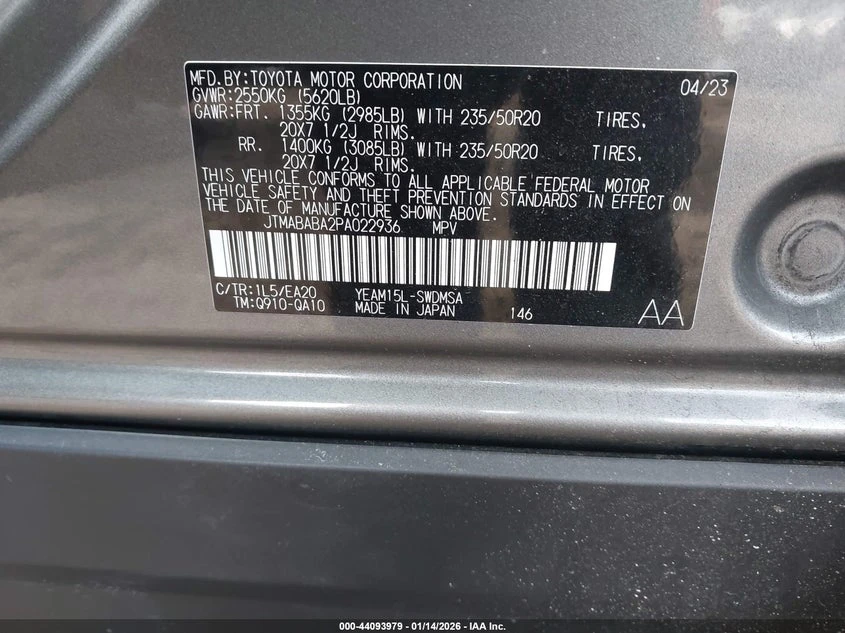 MFD.BY:TOYOTA MOTOR CORPORATION 04/23
GVWR:2550KG (5620LB)
GAWR:FRT. 1355KG (2985LB) WITH 235/50R20 TIRES,
20X7 1/2J RIMS.
RR. 1400KG (3085LB) WITH 235/50R20 TIRES,
20X7 1/2J RIMS.
THIS VEHICLE CONFORMS TO ALL APPLICABLE FEDERAL MOTOR
VEHICLE SAFETY AND THEFT PREVENTION STANDARDS IN EFFECT ON
THE DATE OF MANUFACTURE SHOWN ABOVE.
JTMABABA2PA022936 MPV
C/TR:1L5/EA20 YEAM15L-SWDMSA
TM:Q910-QA10 MADE IN JAPAN 146 AA
000-44093979 - 01/14/2026 - IAA Inc.